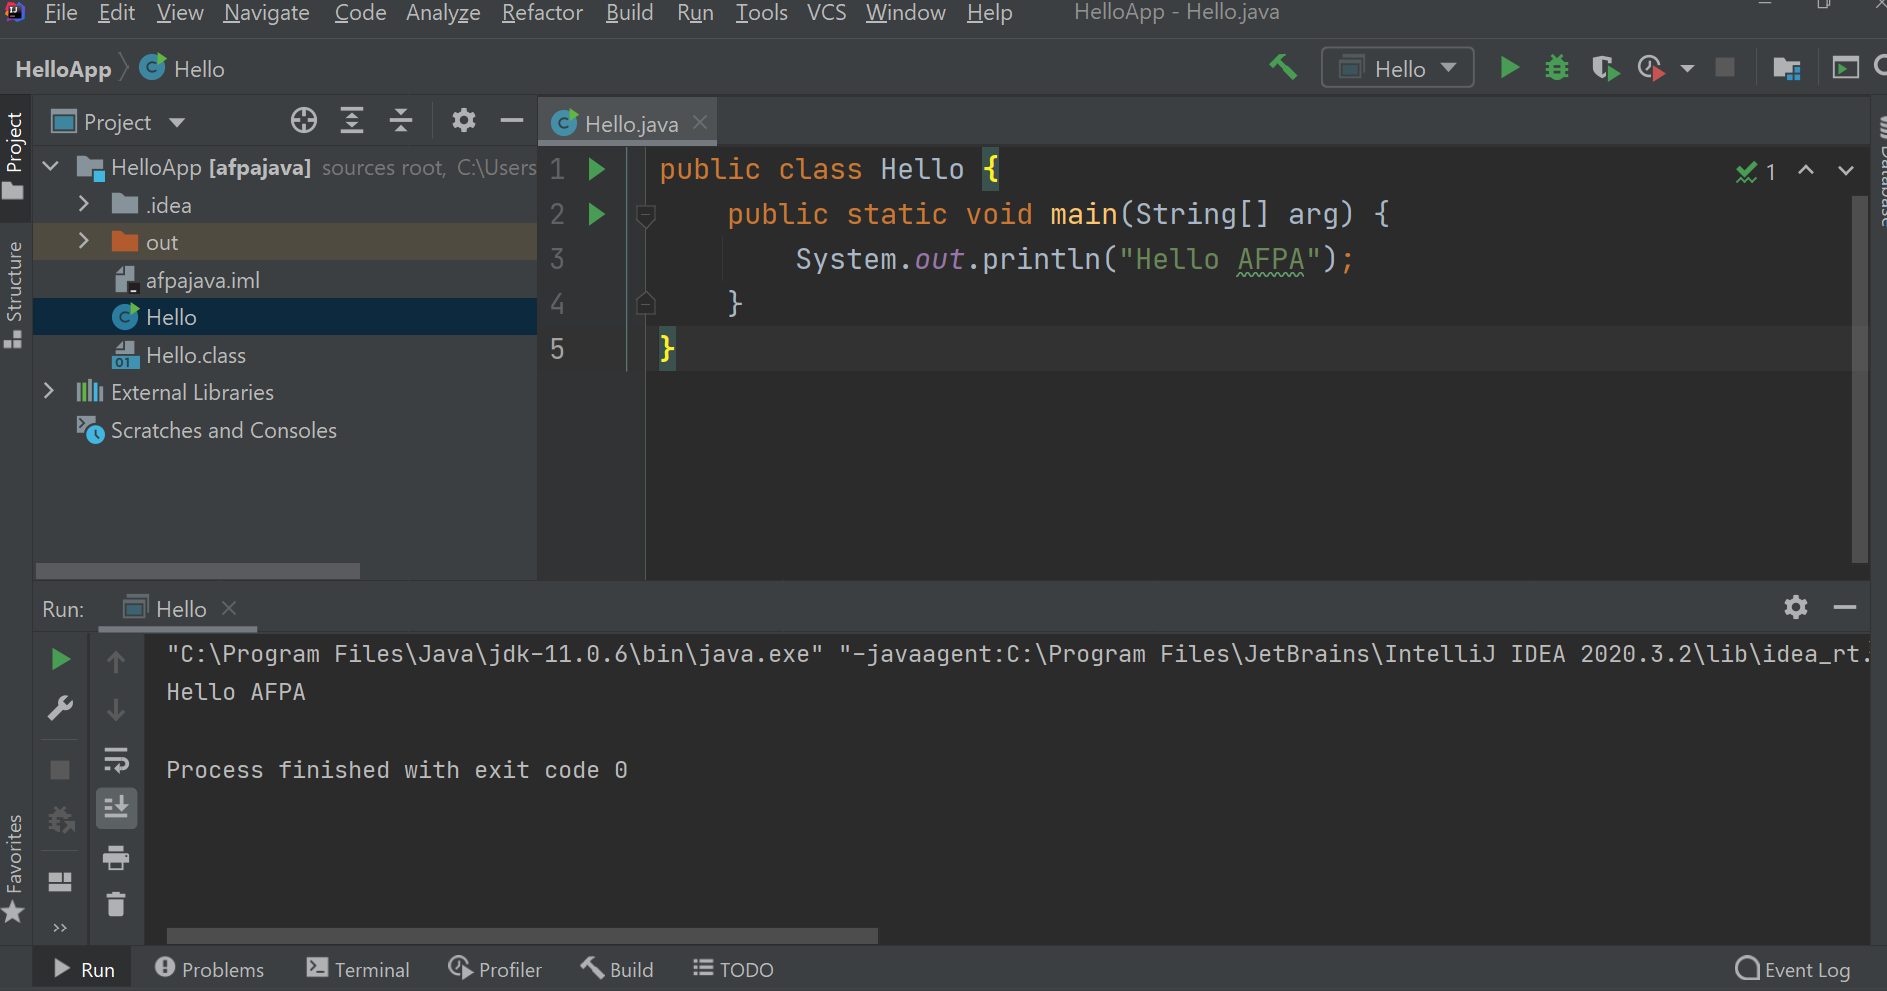 File Edit View Navigate Code Analyze Refactor Build Run Tools VCS Window Help HelloApp - Hello.java
HelloApp Hello
Hello
Project
Project
Structure
Favorites
HelloApp [afpajava] sources root, C:\Users
.idea
out
afpajava.iml
Hello
Hello.class
External Libraries
Scratches and Consoles
Hello.java
1 public class Hello {
2 public static void main(String[] arg) {
3 System.out.println("Hello AFPA");
4 }
5 }
1
Database
Run: Hello
"C:\Program Files\Java\jdk-11.0.6\bin\java.exe" "-javaagent:C:\Program Files\JetBrains\IntelliJ IDEA 2020.3.2\lib\idea_rt.
Hello AFPA
Process finished with exit code 0
Run Problems Terminal Profiler Build TODO Event Log